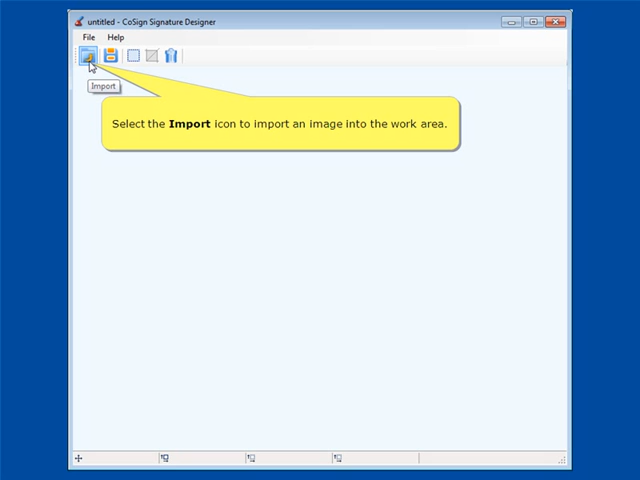 untitled - CoSign Signature Designer
File Help
Import
Select the Import icon to import an image into the work area.